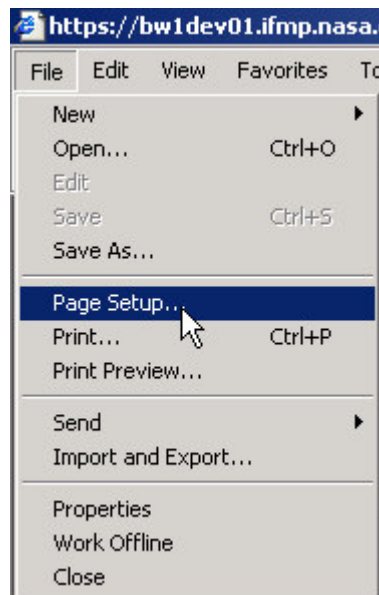 https://bw1dev01.ifmp.nasa.
File Edit View Favorites
New
Open... Ctrl+O
Edit
Save Ctrl+S
Save As...
Page Setup...
Print... Ctrl+P
Print Preview...
Send
Import and Export...
Properties
Work Offline
Close